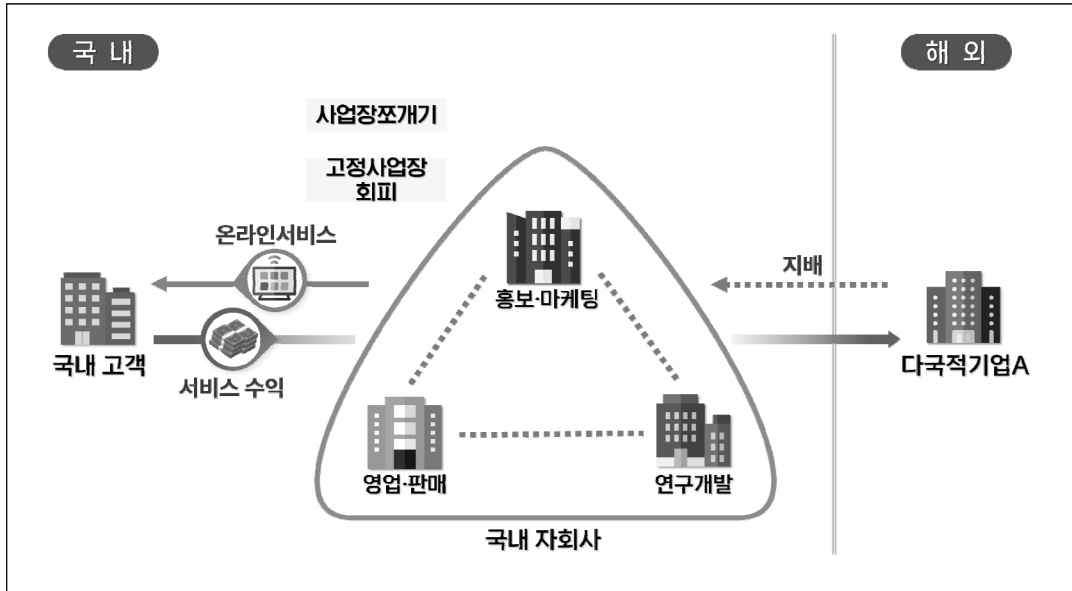 국 내
해 외
사업장쪼개기
고정사업장
회피
온라인서비스
지배
홍보·마케팅
국내 고객
서비스 수익
다국적기업A
영업·판매
연구개발
국내 자회사